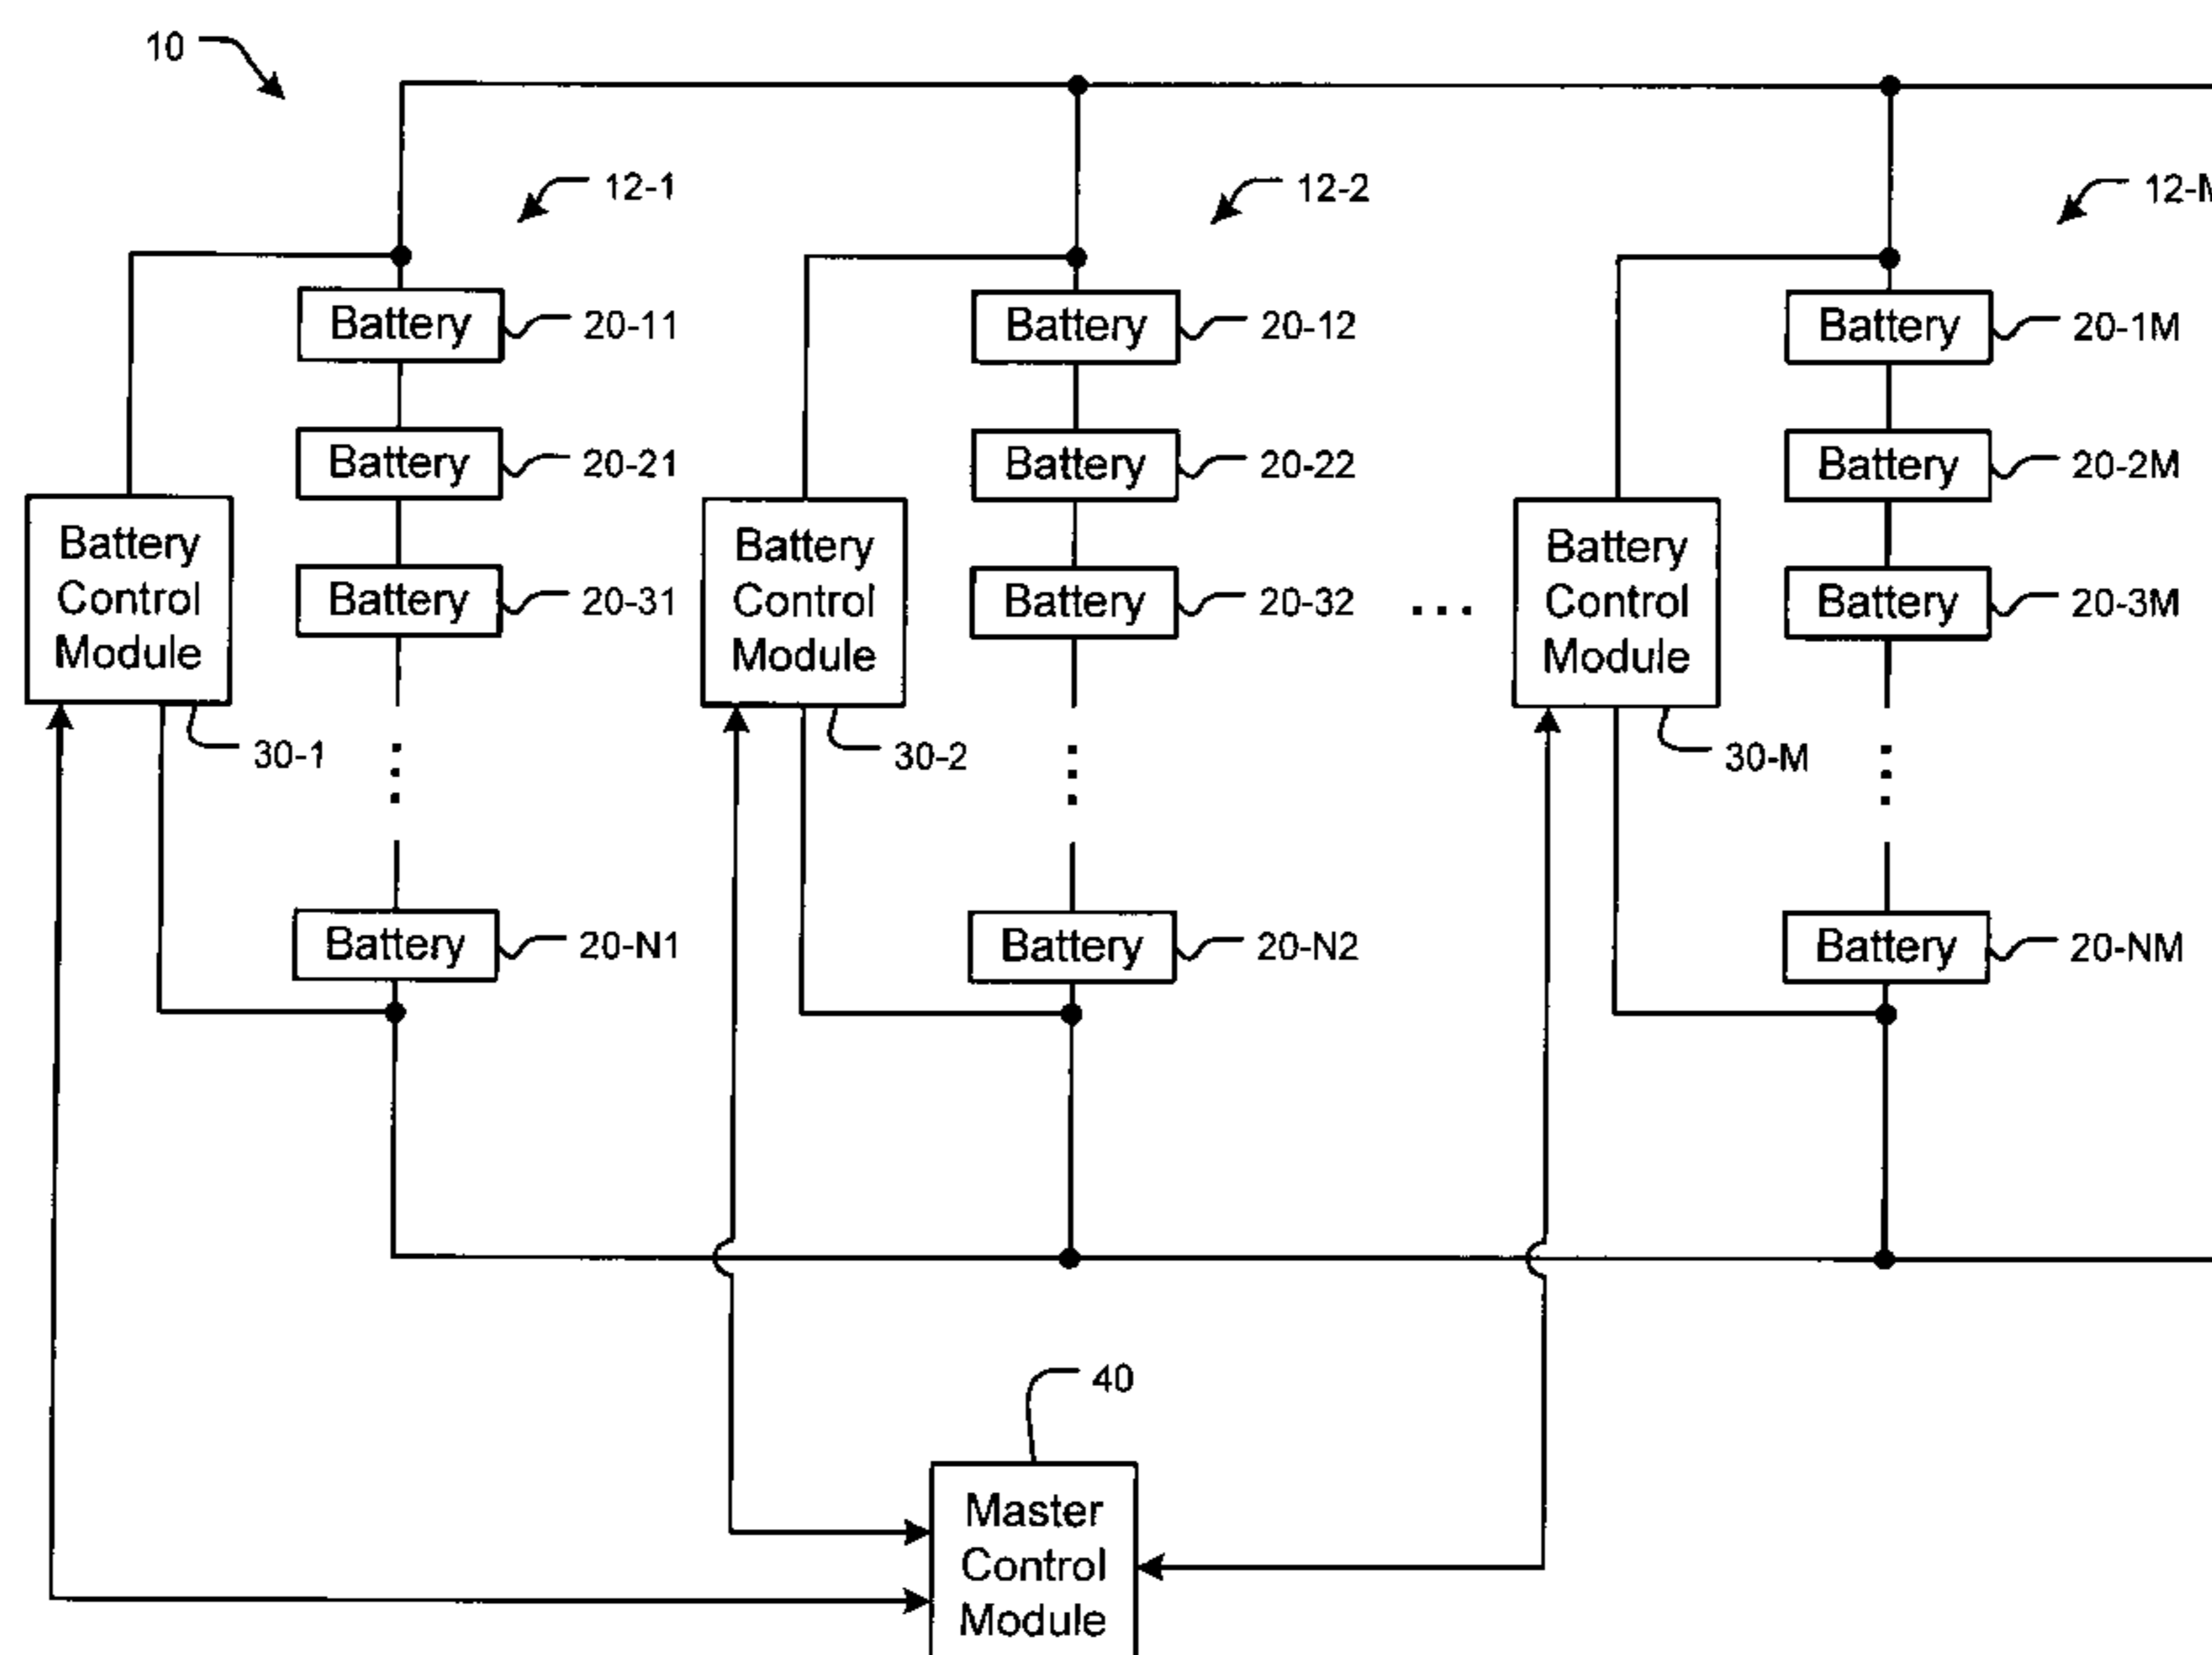 10
12-1
12-2
12-M
Battery
20-11
Battery
20-12
Battery
20-1M
Battery
20-21
Battery
20-22
Battery
20-2M
Battery
Control
Module
Battery
20-31
Battery
Control
Module
Battery
20-32
...
Battery
Control
Module
Battery
20-3M
30-1
30-2
30-M
Battery
20-N1
Battery
20-N2
Battery
20-NM
40
Master
Control
Module